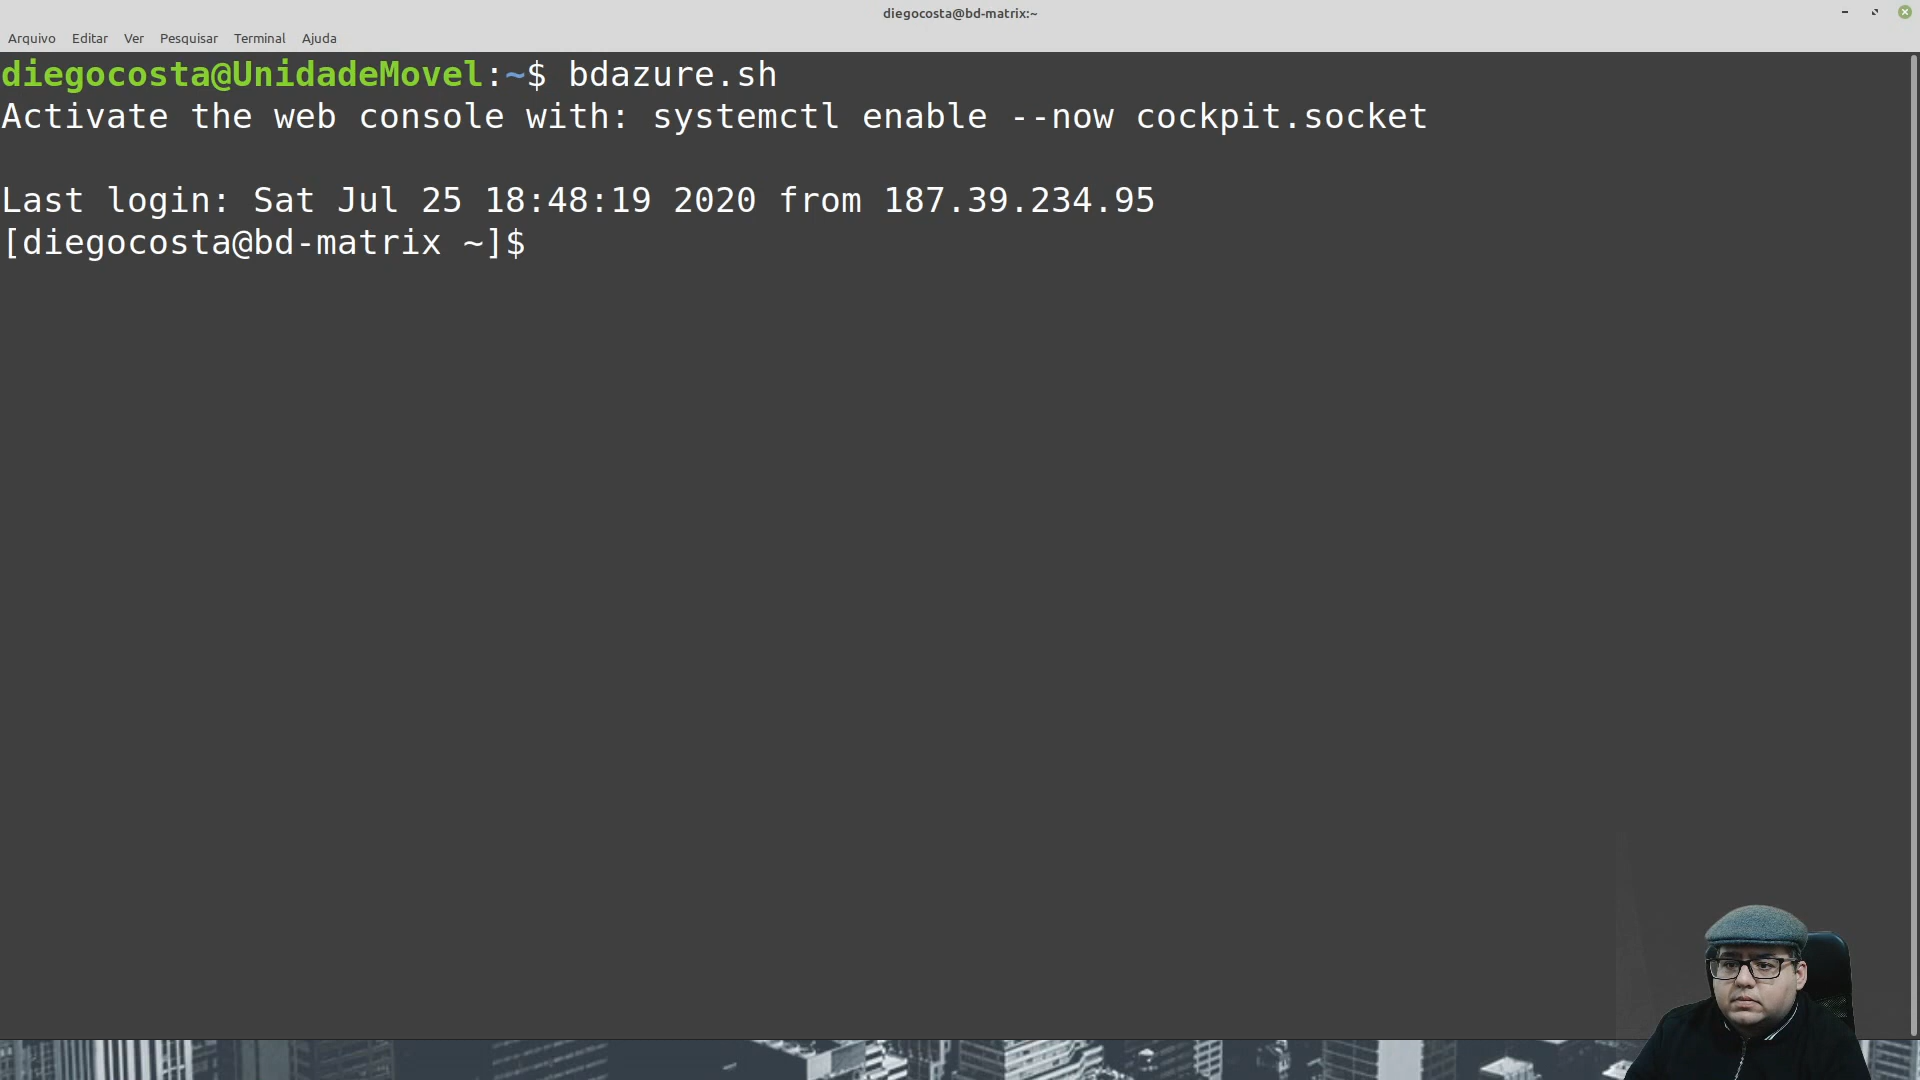 diegocosta@bd-matrix:~
Arquivo Editar Ver Pesquisar Terminal Ajuda
diegocosta@UnidadeMovel:~$ bdazure.sh
Activate the web console with: systemctl enable --now cockpit.socket
Last login: Sat Jul 25 18:48:19 2020 from 187.39.234.95
[diegocosta@bd-matrix ~]$